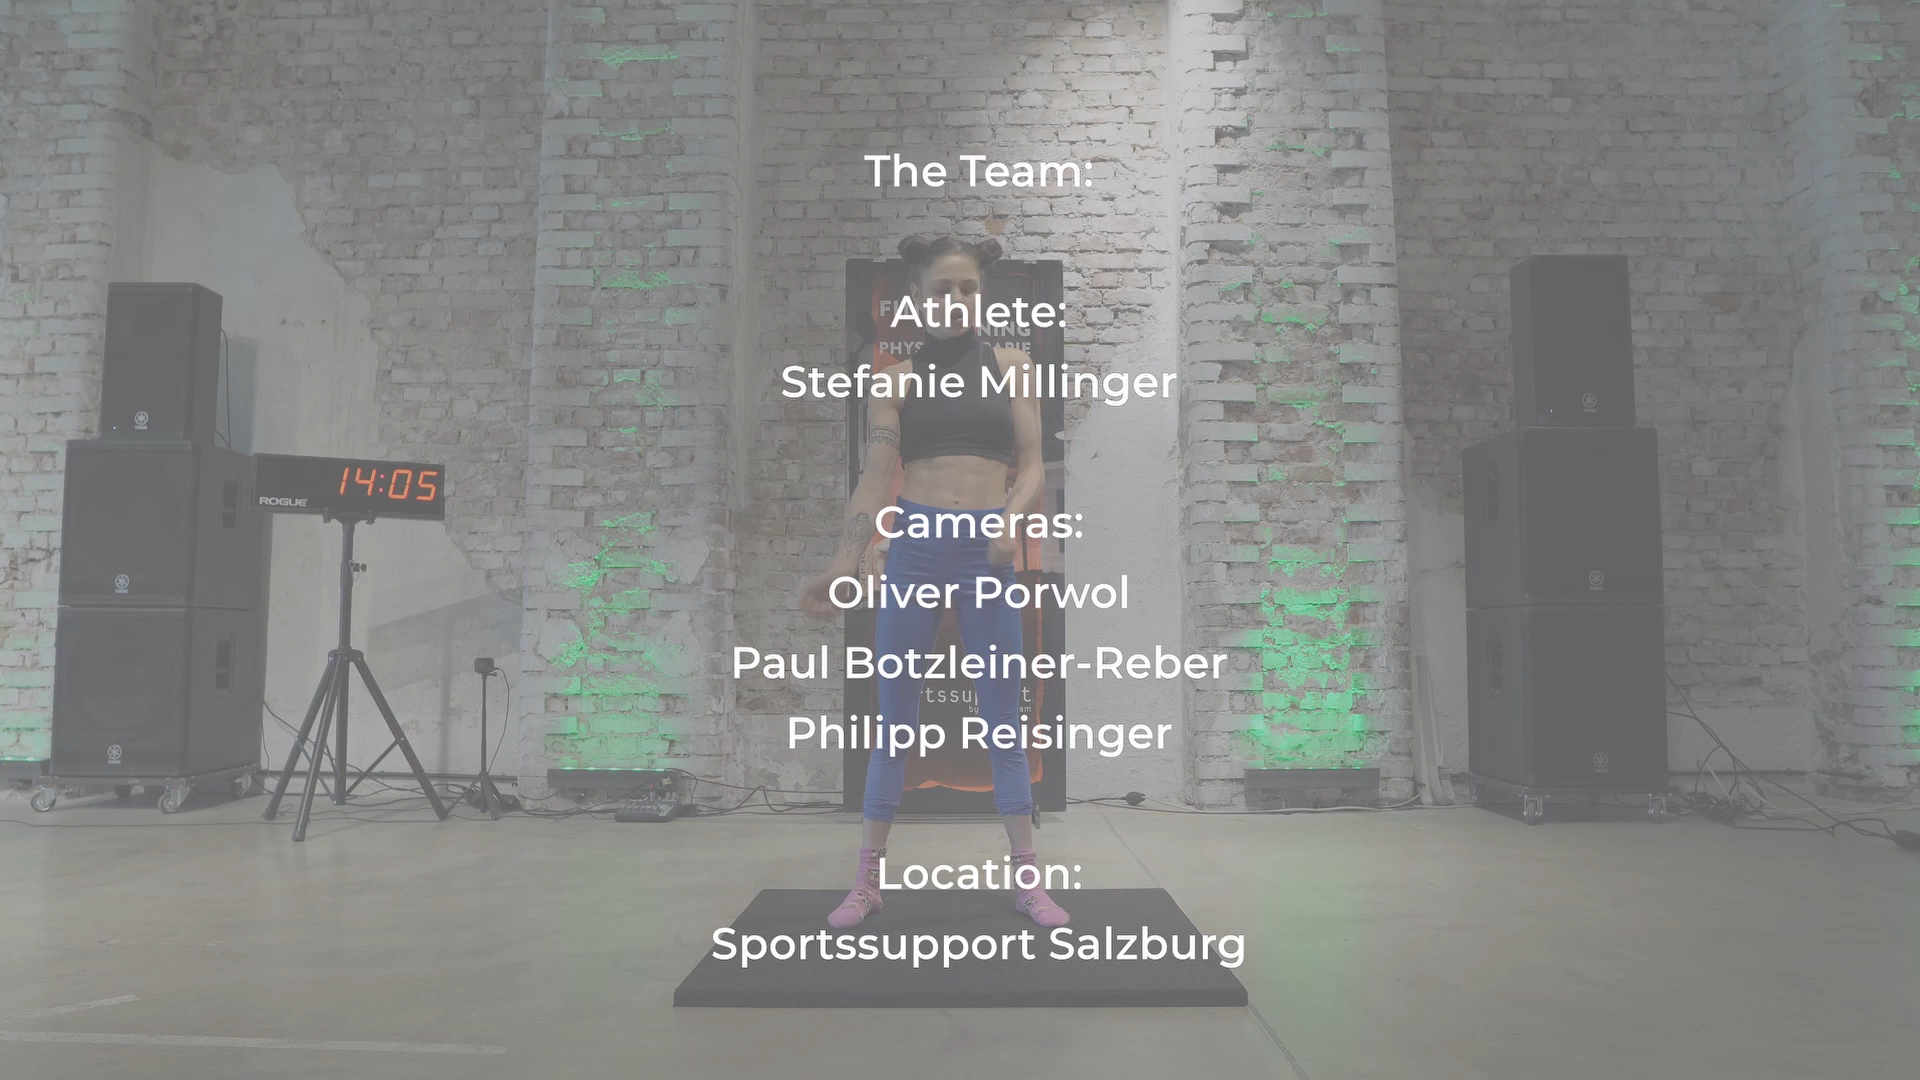 The Team:
Athlete:
Stefanie Millinger
Cameras:
Oliver Porwol
Paul Botzleiner-Reber
Philipp Reisinger
Location:
Sportssupport Salzburg
14:05
ROGUE